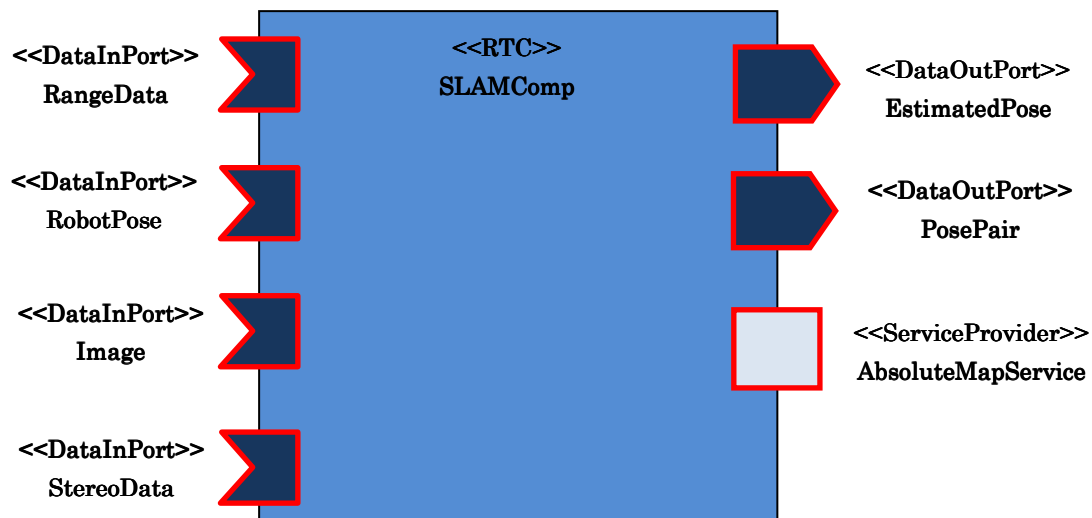 <<DataInPort>>
RangeData
<<DataInPort>>
RobotPose
<<DataInPort>>
Image
<<DataInPort>>
StereoData
<<RTC>>
SLAMComp
<<DataOutPort>>
EstimatedPose
<<DataOutPort>>
PosePair
<<ServiceProvider>>
AbsoluteMapService